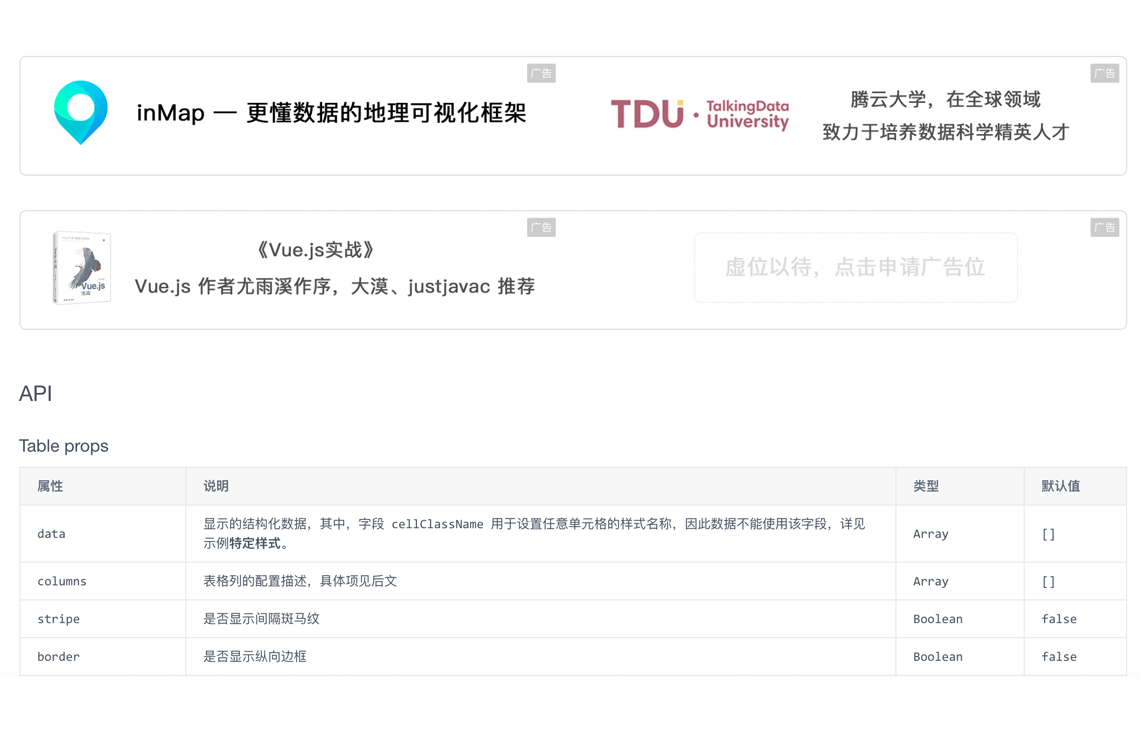 广告
inMap — 更懂数据的地理可视化框架
广告
TDU · TalkingData University
腾云大学，在全球领域
致力于培养数据科学精英人才
广告
Vue.js
实战
《Vue.js实战》
Vue.js 作者尤雨溪作序，大漠、justjavac 推荐
广告
虚位以待，点击申请广告位
API
Table props
属性 说明 类型 默认值
data 显示的结构化数据，其中，字段 cellClassName 用于设置任意单元格的样式名称，因此数据不能使用该字段，详见
示例特定样式。 Array []
columns 表格列的配置描述，具体项见后文 Array []
stripe 是否显示间隔斑马纹 Boolean false
border 是否显示纵向边框 Boolean false